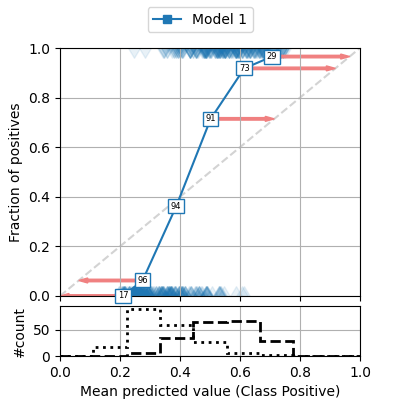 Model 1
1.0
29
73
0.8
91
0.6
Fraction of positives
0.4
94
0.2
96
0.0
17
#count
50
0
0.0 0.2 0.4 0.6 0.8 1.0
Mean predicted value (Class Positive)